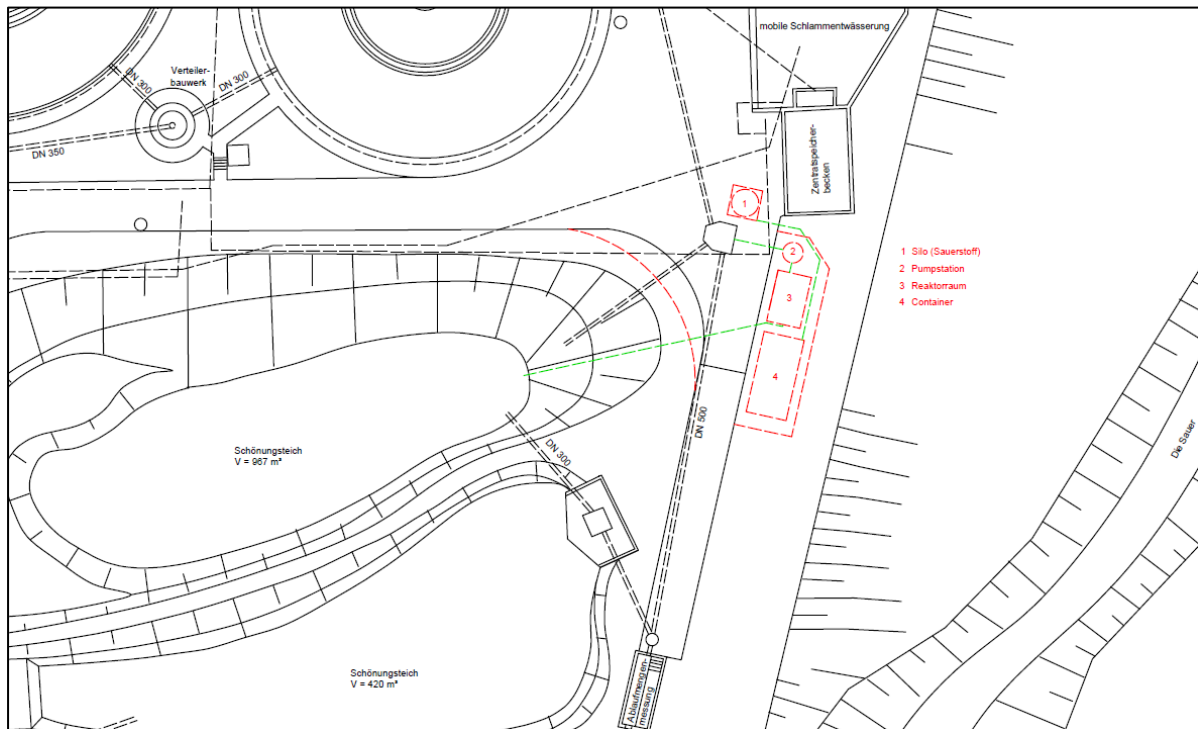 mobile Schlammentwässerung
Verteiler-
bauwerk
DN 300
DN 300
DN 350
Zentratspeicher-
becken
1
2
3
4
1 Silo (Sauerstoff)
2 Pumpstation
3 Reaktorraum
4 Container
DN 500
DN 300
Schönungsteich
V = 967 m³
Die Sauer
Schönungsteich
V = 420 m³
Ablaufmengen-
messung